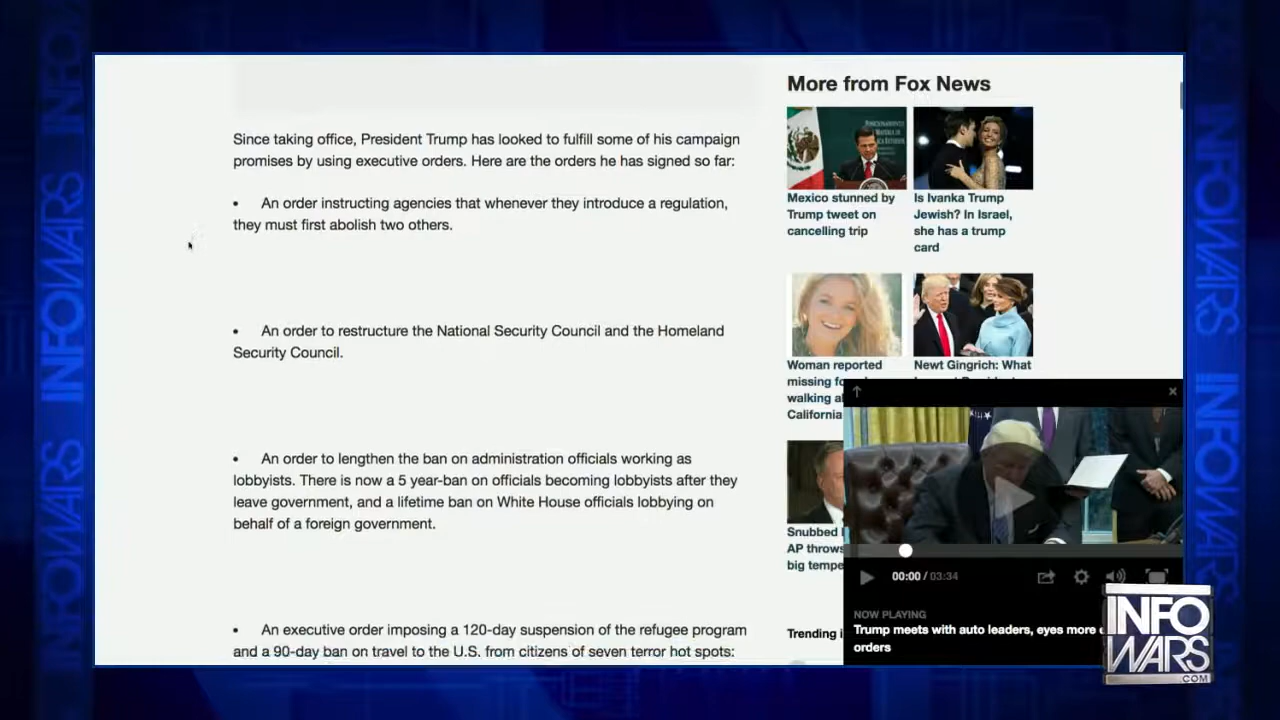 Since taking office, President Trump has looked to fulfill some of his campaign
promises by using executive orders. Here are the orders he has signed so far:
• An order instructing agencies that whenever they introduce a regulation,
they must first abolish two others.
• An order to restructure the National Security Council and the Homeland
Security Council.
• An order to lengthen the ban on administration officials working as
lobbyists. There is now a 5 year-ban on officials becoming lobbyists after they
leave government, and a lifetime ban on White House officials lobbying on
behalf of a foreign government.
• An executive order imposing a 120-day suspension of the refugee program
and a 90-day ban on travel to the U.S. from citizens of seven terror hot spots:
More from Fox News
Mexico stunned by
Trump tweet on
cancelling trip
Is Ivanka Trump
Jewish? In Israel,
she has a trump
card
Woman reported
missing
walking
California
Newt Gingrich: What
Snubbed
AP throws
big
Trending
00:00 / 03:34
NOW PLAYING
Trump meets with auto leaders, eyes more
orders
INFO
WARS
.COM
INFOWARS
INFOWARS
INFOWARS
INFOWARS